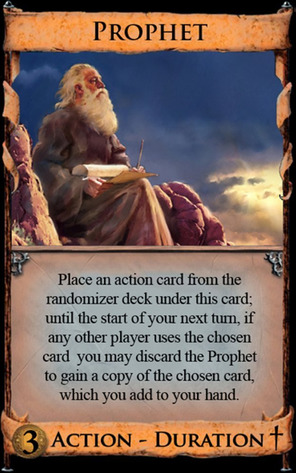 PROPHET
Place an action card from the
randomizer deck under this card;
until the start of your next turn, if
any other player uses the chosen
card  you may discard the Prophet
to gain a copy of the chosen card,
which you add to your hand.
3 ACTION - DURATION †